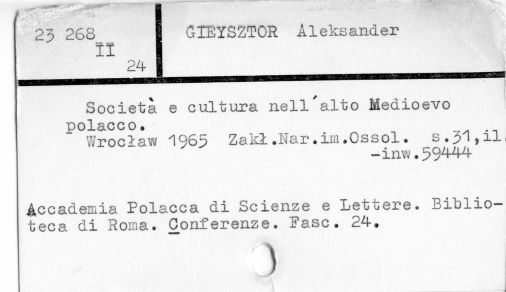 23 268
II
24
GIEYSZTOR Aleksander
Società e cultura nell'alto Medioevo
polacco.
Wrocław 1965 Zakł.Nar.im.Ossol. s.31,il.
-inw.59444
Accademia Polacca di Scienze e Lettere. Biblio-
teca di Roma. Conferenze. Fasc. 24.